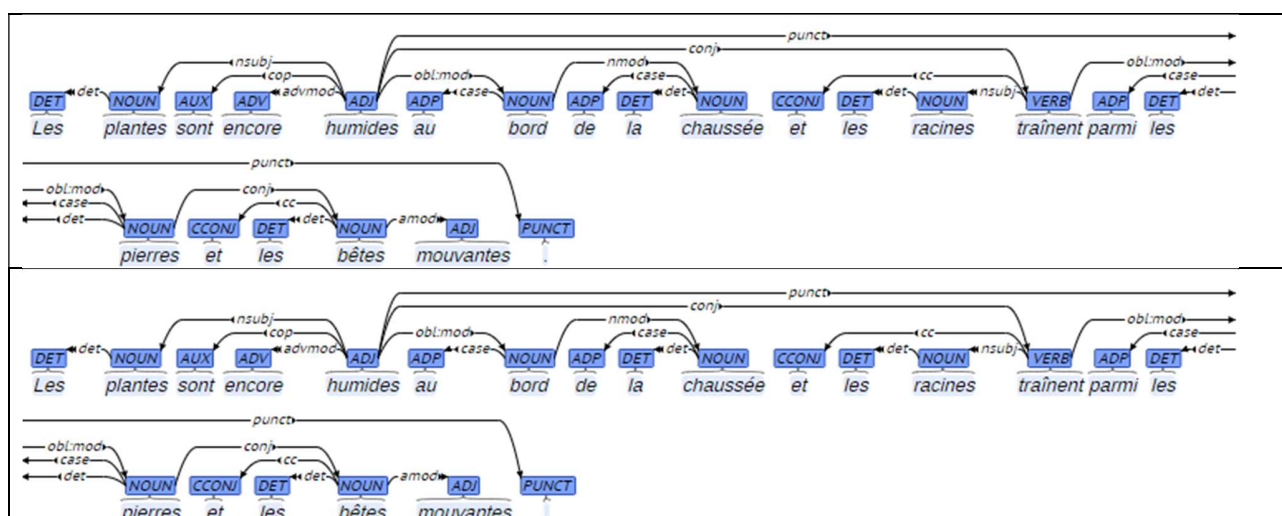 punct
conj
nsubj cop obl:mod nmod case cc obl:mod case
det advmod case det det nsubj det
DET NOUN AUX ADV ADJ ADP NOUN ADP DET NOUN CCONJ DET NOUN VERB ADP DET
Les plantes sont encore humides au bord de la chaussée et les racines traînent parmi les
punct
obl:mod conj
case cc
det det amod
NOUN CCONJ DET NOUN ADJ PUNCT
pierres et les bêtes mouvantes .
punct
conj
nsubj cop obl:mod nmod case cc obl:mod case
det advmod case det det nsubj det
DET NOUN AUX ADV ADJ ADP NOUN ADP DET NOUN CCONJ DET NOUN VERB ADP DET
Les plantes sont encore humides au bord de la chaussée et les racines traînent parmi les
punct
obl:mod conj
case cc
det det amod
NOUN CCONJ DET NOUN ADJ PUNCT
pierres et les bêtes mouvantes .